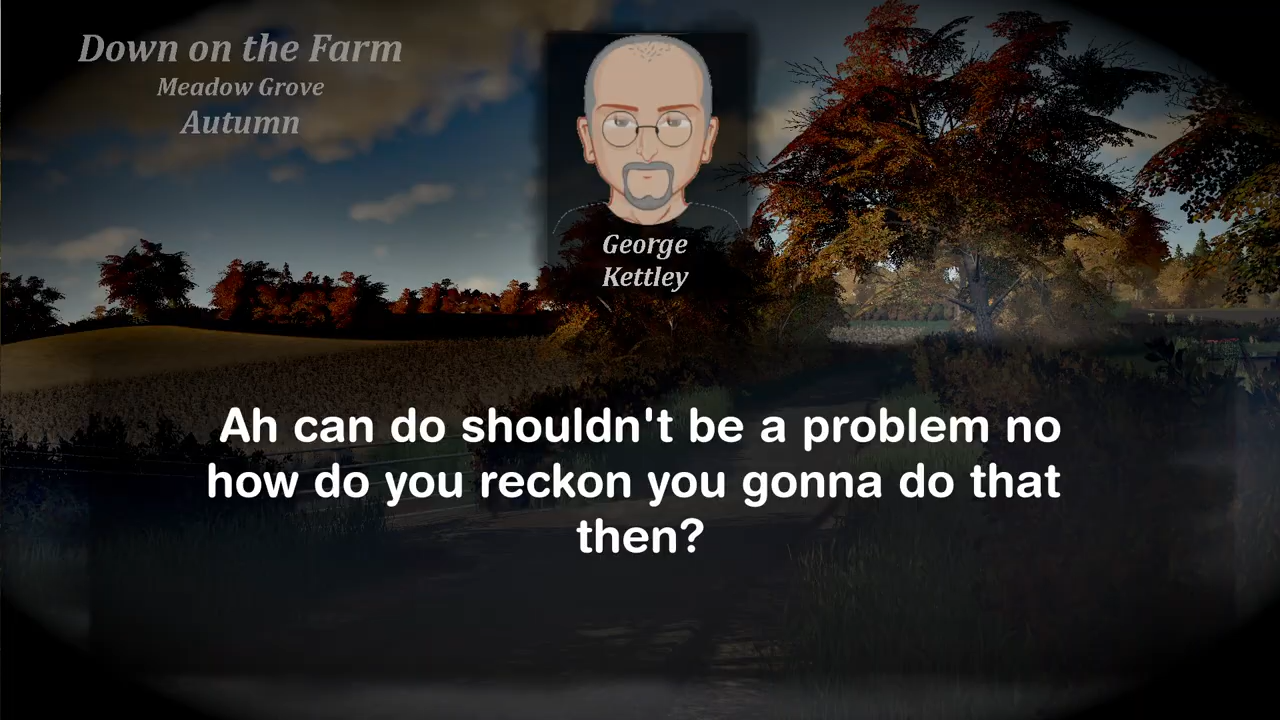 Down on the Farm
Meadow Grove
Autumn
George
Kettley
Ah can do shouldn't be a problem no
how do you reckon you gonna do that
then?